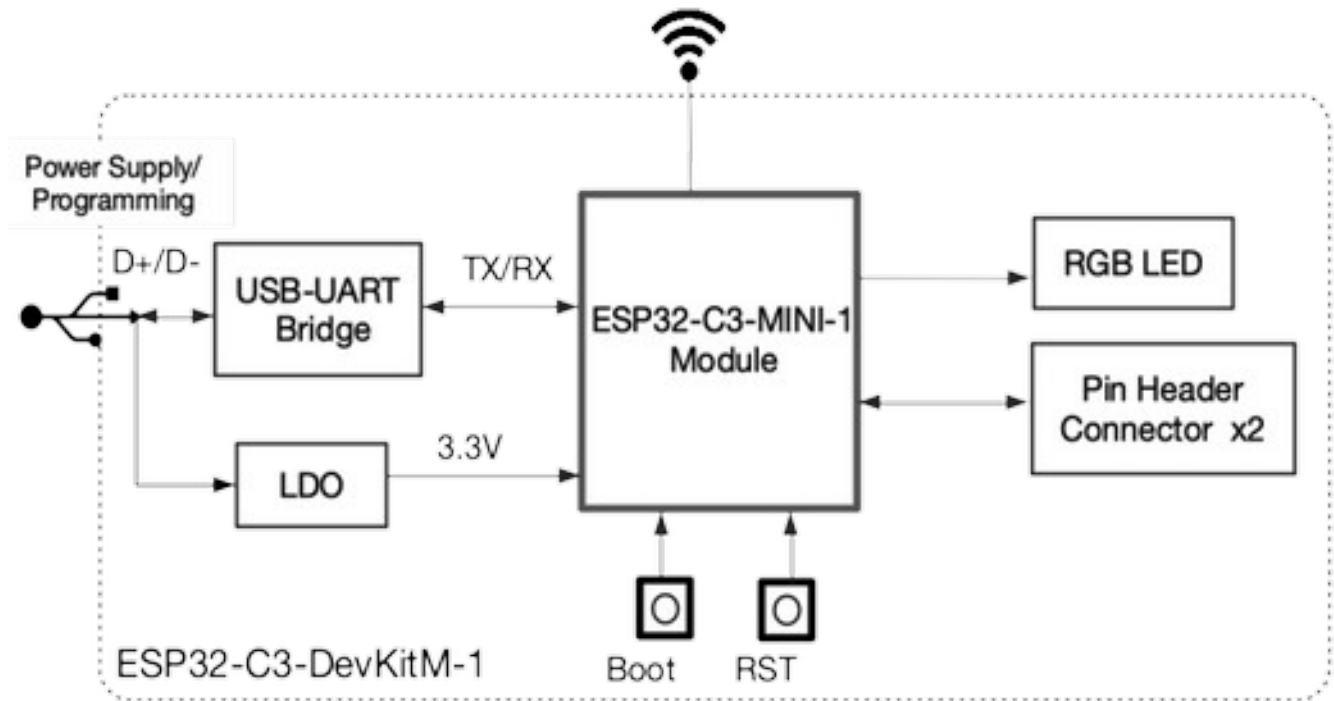 Power Supply/
Programming
D+/D-
USB-UART
Bridge
TX/RX
ESP32-C3-MINI-1
Module
RGB LED
Pin Header
Connector x2
LDO
3.3V
Boot
RST
ESP32-C3-DevKitM-1